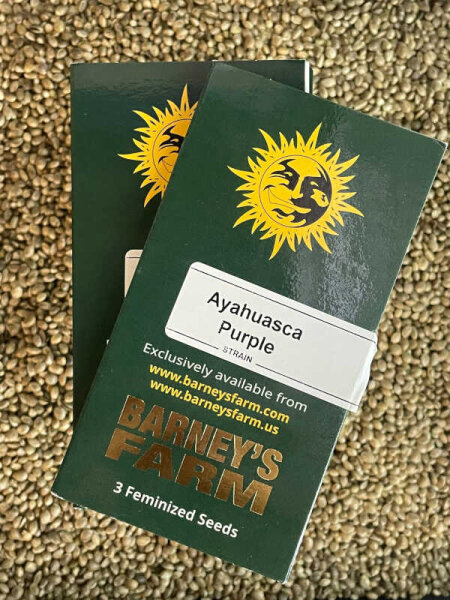 Ayahuasca
Purple
STRAIN
Exclusively available from
www.barneysfarm.com
www.barneysfarm.us
BARNEY'S
FARM
3 Feminized Seeds